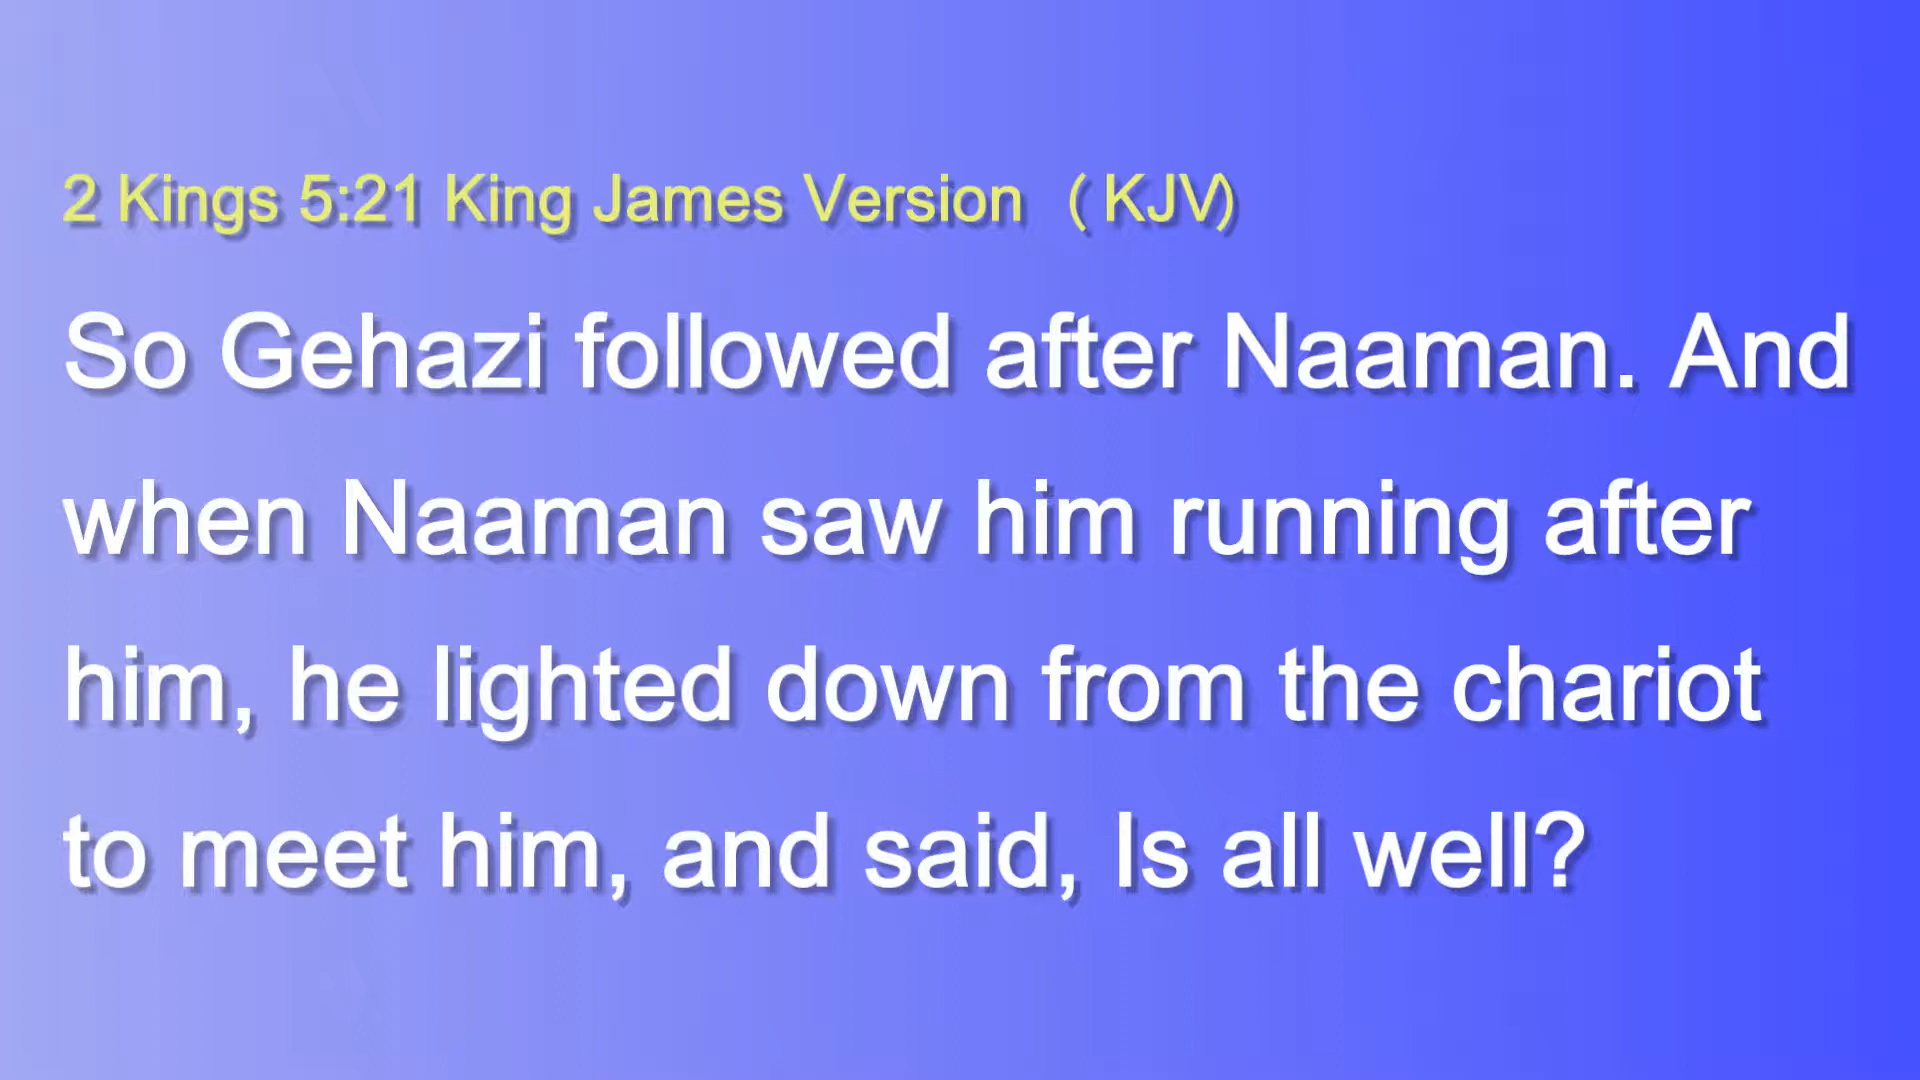 2 Kings 5:21 King James Version ( KJV)
So Gehazi followed after Naaman. And
when Naaman saw him running after
him, he lighted down from the chariot
to meet him, and said, Is all well?